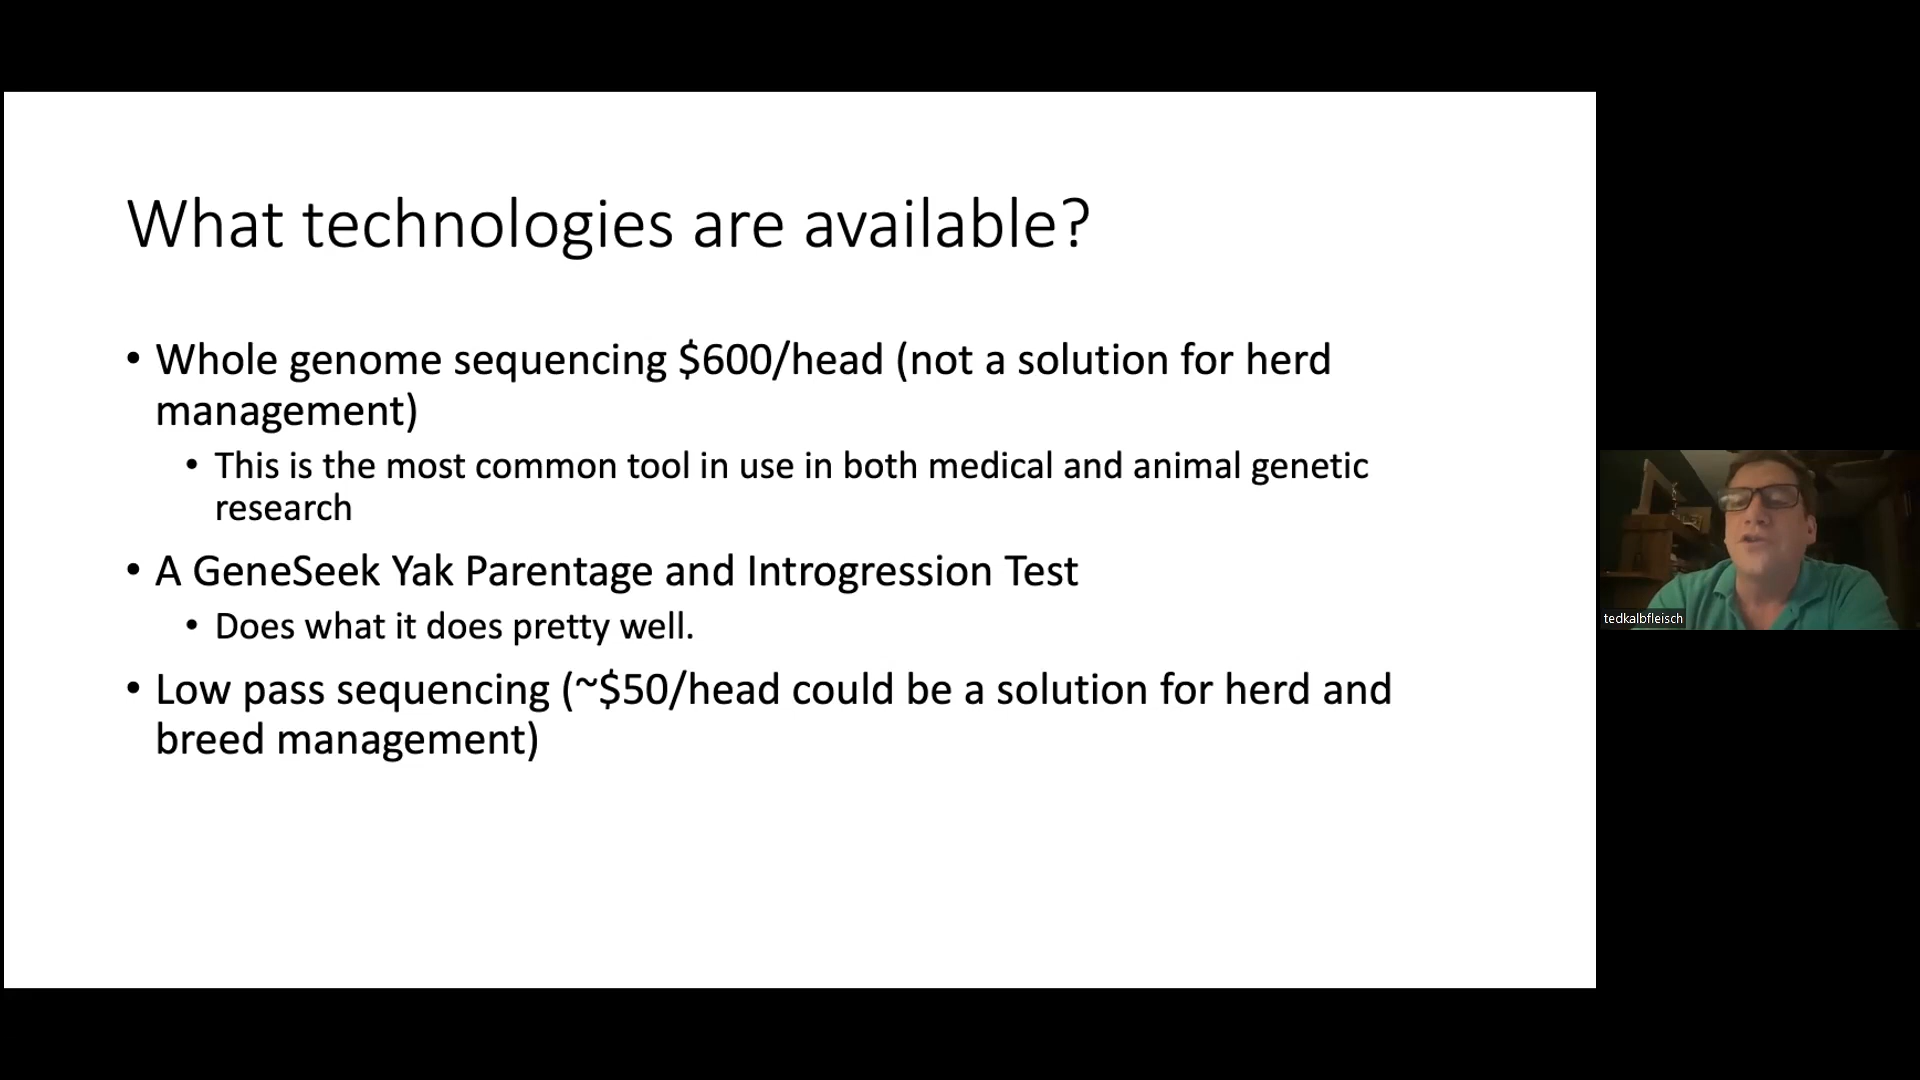 What technologies are available?
• Whole genome sequencing $600/head (not a solution for herd
management)
• This is the most common tool in use in both medical and animal genetic
research
• A GeneSeek Yak Parentage and Introgression Test
• Does what it does pretty well.
• Low pass sequencing (~$50/head could be a solution for herd and
breed management)
tedkalbfleisch